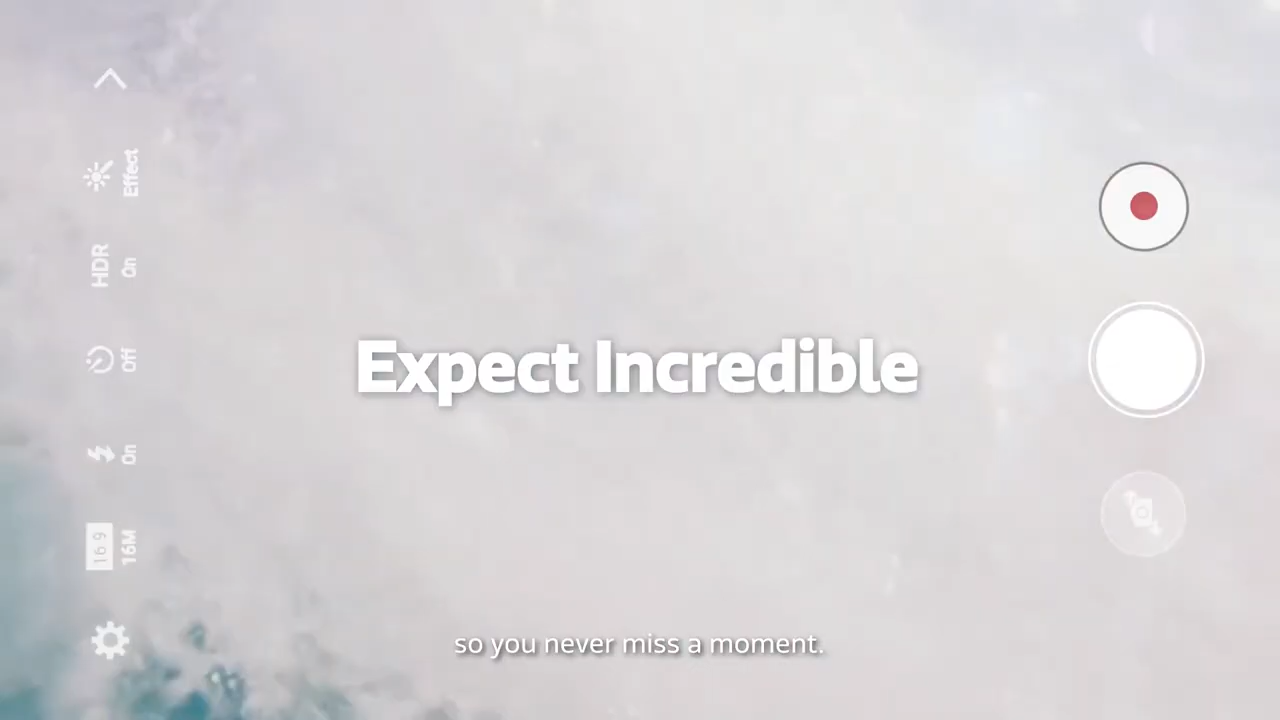 Effect
HDR
On
Off
On
16:9
16M
Expect Incredible
so you never miss a moment.